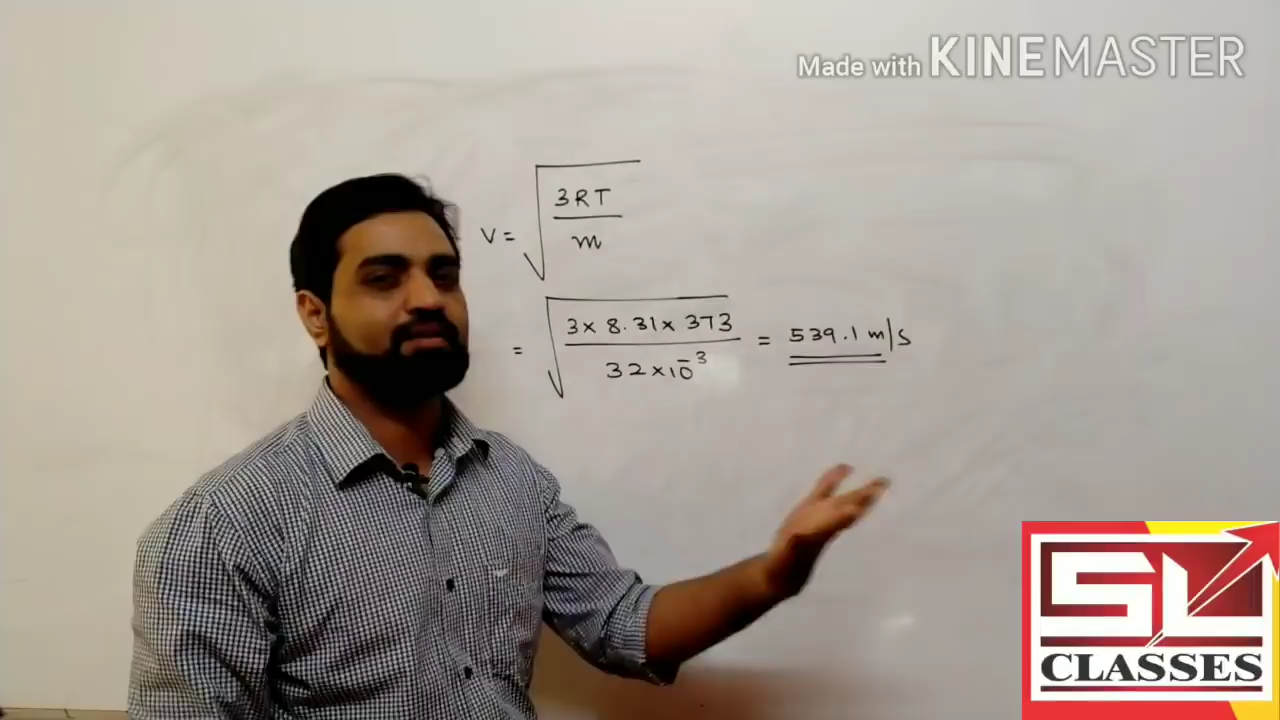 Made with KINEMASTER
V = √(3RT / m)
= √(3 × 8.31 × 373 / 32 × 10⁻³) = 539.1 m/s
SL
CLASSES